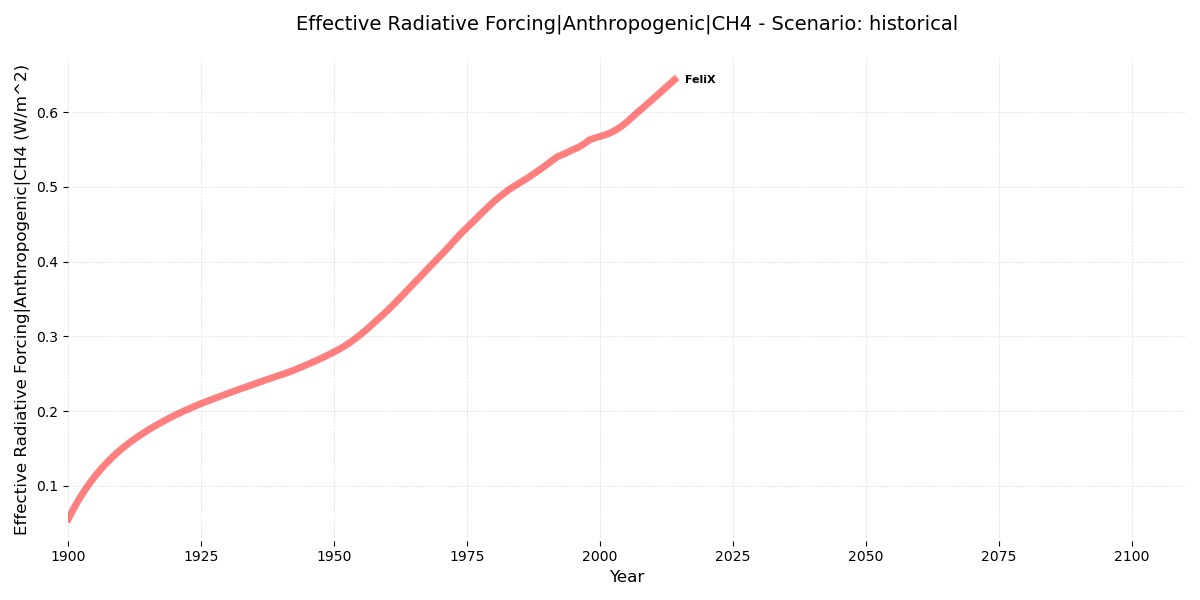 Effective Radiative Forcing|Anthropogenic|CH4 - Scenario: historical
Effective Radiative Forcing|Anthropogenic|CH4 (W/m^2)
0.6
0.5
0.4
0.3
0.2
0.1
FeliX
1900 1925 1950 1975 2000 2025 2050 2075 2100
Year